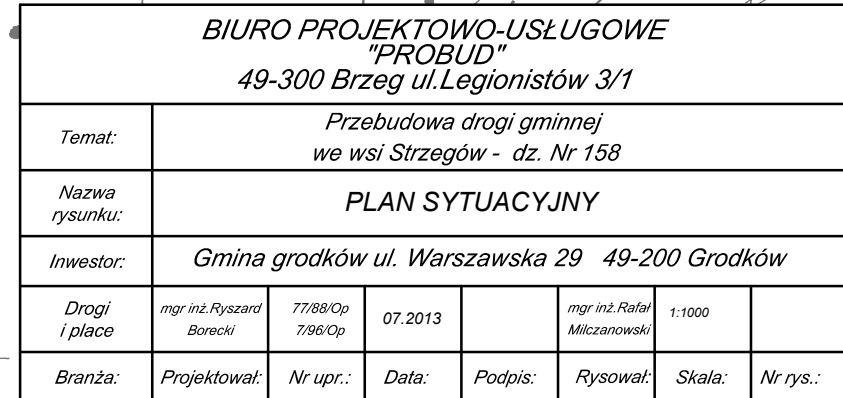 BIURO PROJEKTOWO-USŁUGOWE
"PROBUD"
49-300 Brzeg ul.Legionistów 3/1
Temat:
Przebudowa drogi gminnej
we wsi Strzegów - dz. Nr 158
Nazwa
rysunku:
PLAN SYTUACYJNY
Inwestor:
Gmina grodków ul. Warszawska 29 49-200 Grodków
Drogi
i place
mgr inż.Ryszard
Borecki
77/88/Op
7/96/Op
07.2013
mgr inż.Rafał
Milczanowski
1:1000
Branża:
Projektował:
Nr upr.:
Data:
Podpis:
Rysował:
Skala:
Nr rys.: